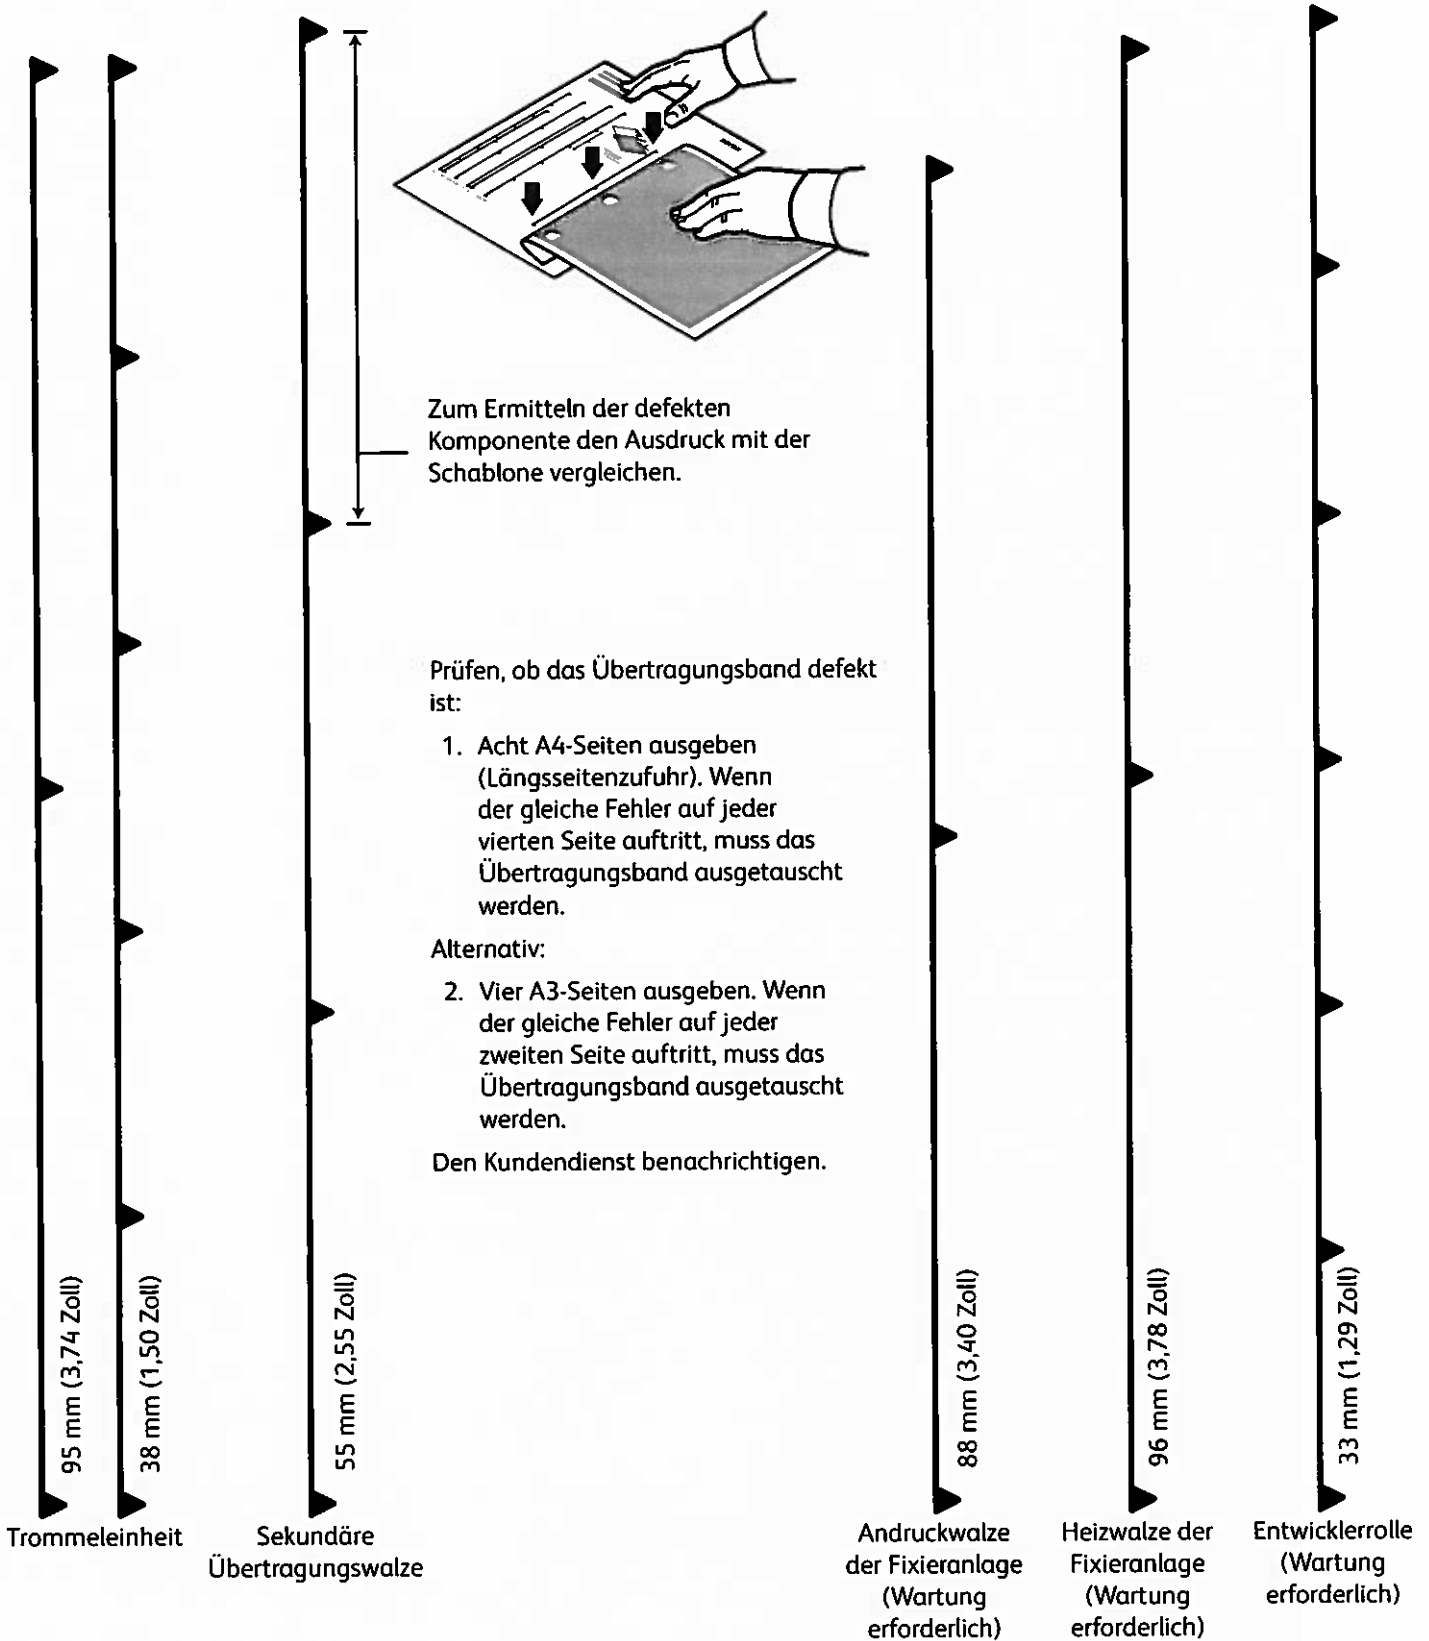 Zum Ermitteln der defekten
Komponente den Ausdruck mit der
Schablone vergleichen.
Prüfen, ob das Übertragungsband defekt
ist:
1. Acht A4-Seiten ausgeben
(Längsseitenzufuhr). Wenn
der gleiche Fehler auf jeder
vierten Seite auftritt, muss das
Übertragungsband ausgetauscht
werden.
Alternativ:
2. Vier A3-Seiten ausgeben. Wenn
der gleiche Fehler auf jeder
zweiten Seite auftritt, muss das
Übertragungsband ausgetauscht
werden.
Den Kundendienst benachrichtigen.
95 mm (3,74 Zoll)
38 mm (1,50 Zoll)
55 mm (2,55 Zoll)
88 mm (3,40 Zoll)
96 mm (3,78 Zoll)
33 mm (1,29 Zoll)
Trommeleinheit
Sekundäre
Übertragungswalze
Andruckwalze
der Fixieranlage
(Wartung
erforderlich)
Heizwalze der
Fixieranlage
(Wartung
erforderlich)
Entwicklerrolle
(Wartung
erforderlich)